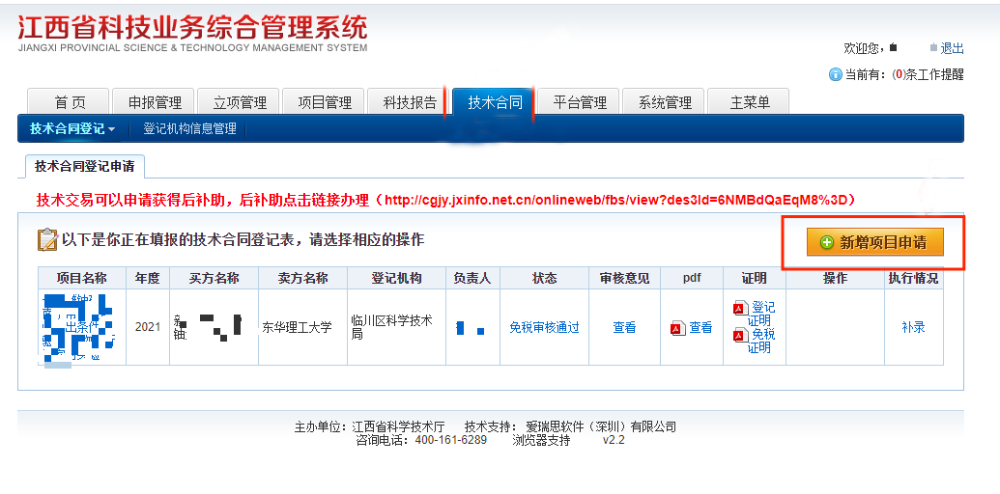 江西省科技业务综合管理系统
JIANGXI PROVINCIAL SCIENCE & TECHNOLOGY MANAGEMENT SYSTEM
欢迎您, 退出
当前有：(0)条工作提醒
首 页 申报管理 立项管理 项目管理 科技报告 技术合同 平台管理 系统管理 主菜单
技术合同登记 登记机构信息管理
技术合同登记申请
技术交易可以申请获得后补助，后补助点击链接办理（http://cgjy.jxinfo.net.cn/onlineweb/fbs/view?des3Id=6NMBdQaEqM8%3D）
以下是你正在填报的技术合同登记表，请选择相应的操作 新增项目申请
项目名称 年度 买方名称 卖方名称 登记机构 负责人 状态 审核意见 pdf 证明 操作 执行情况
2021 东华理工大学 临川区科学技术局 免税审核通过 查看 查看 登记证明 免税证明 补录
主办单位：江西省科学技术厅 技术支持： 爱瑞思软件（深圳）有限公司
咨询电话：400-161-6289 浏览器支持 v2.2